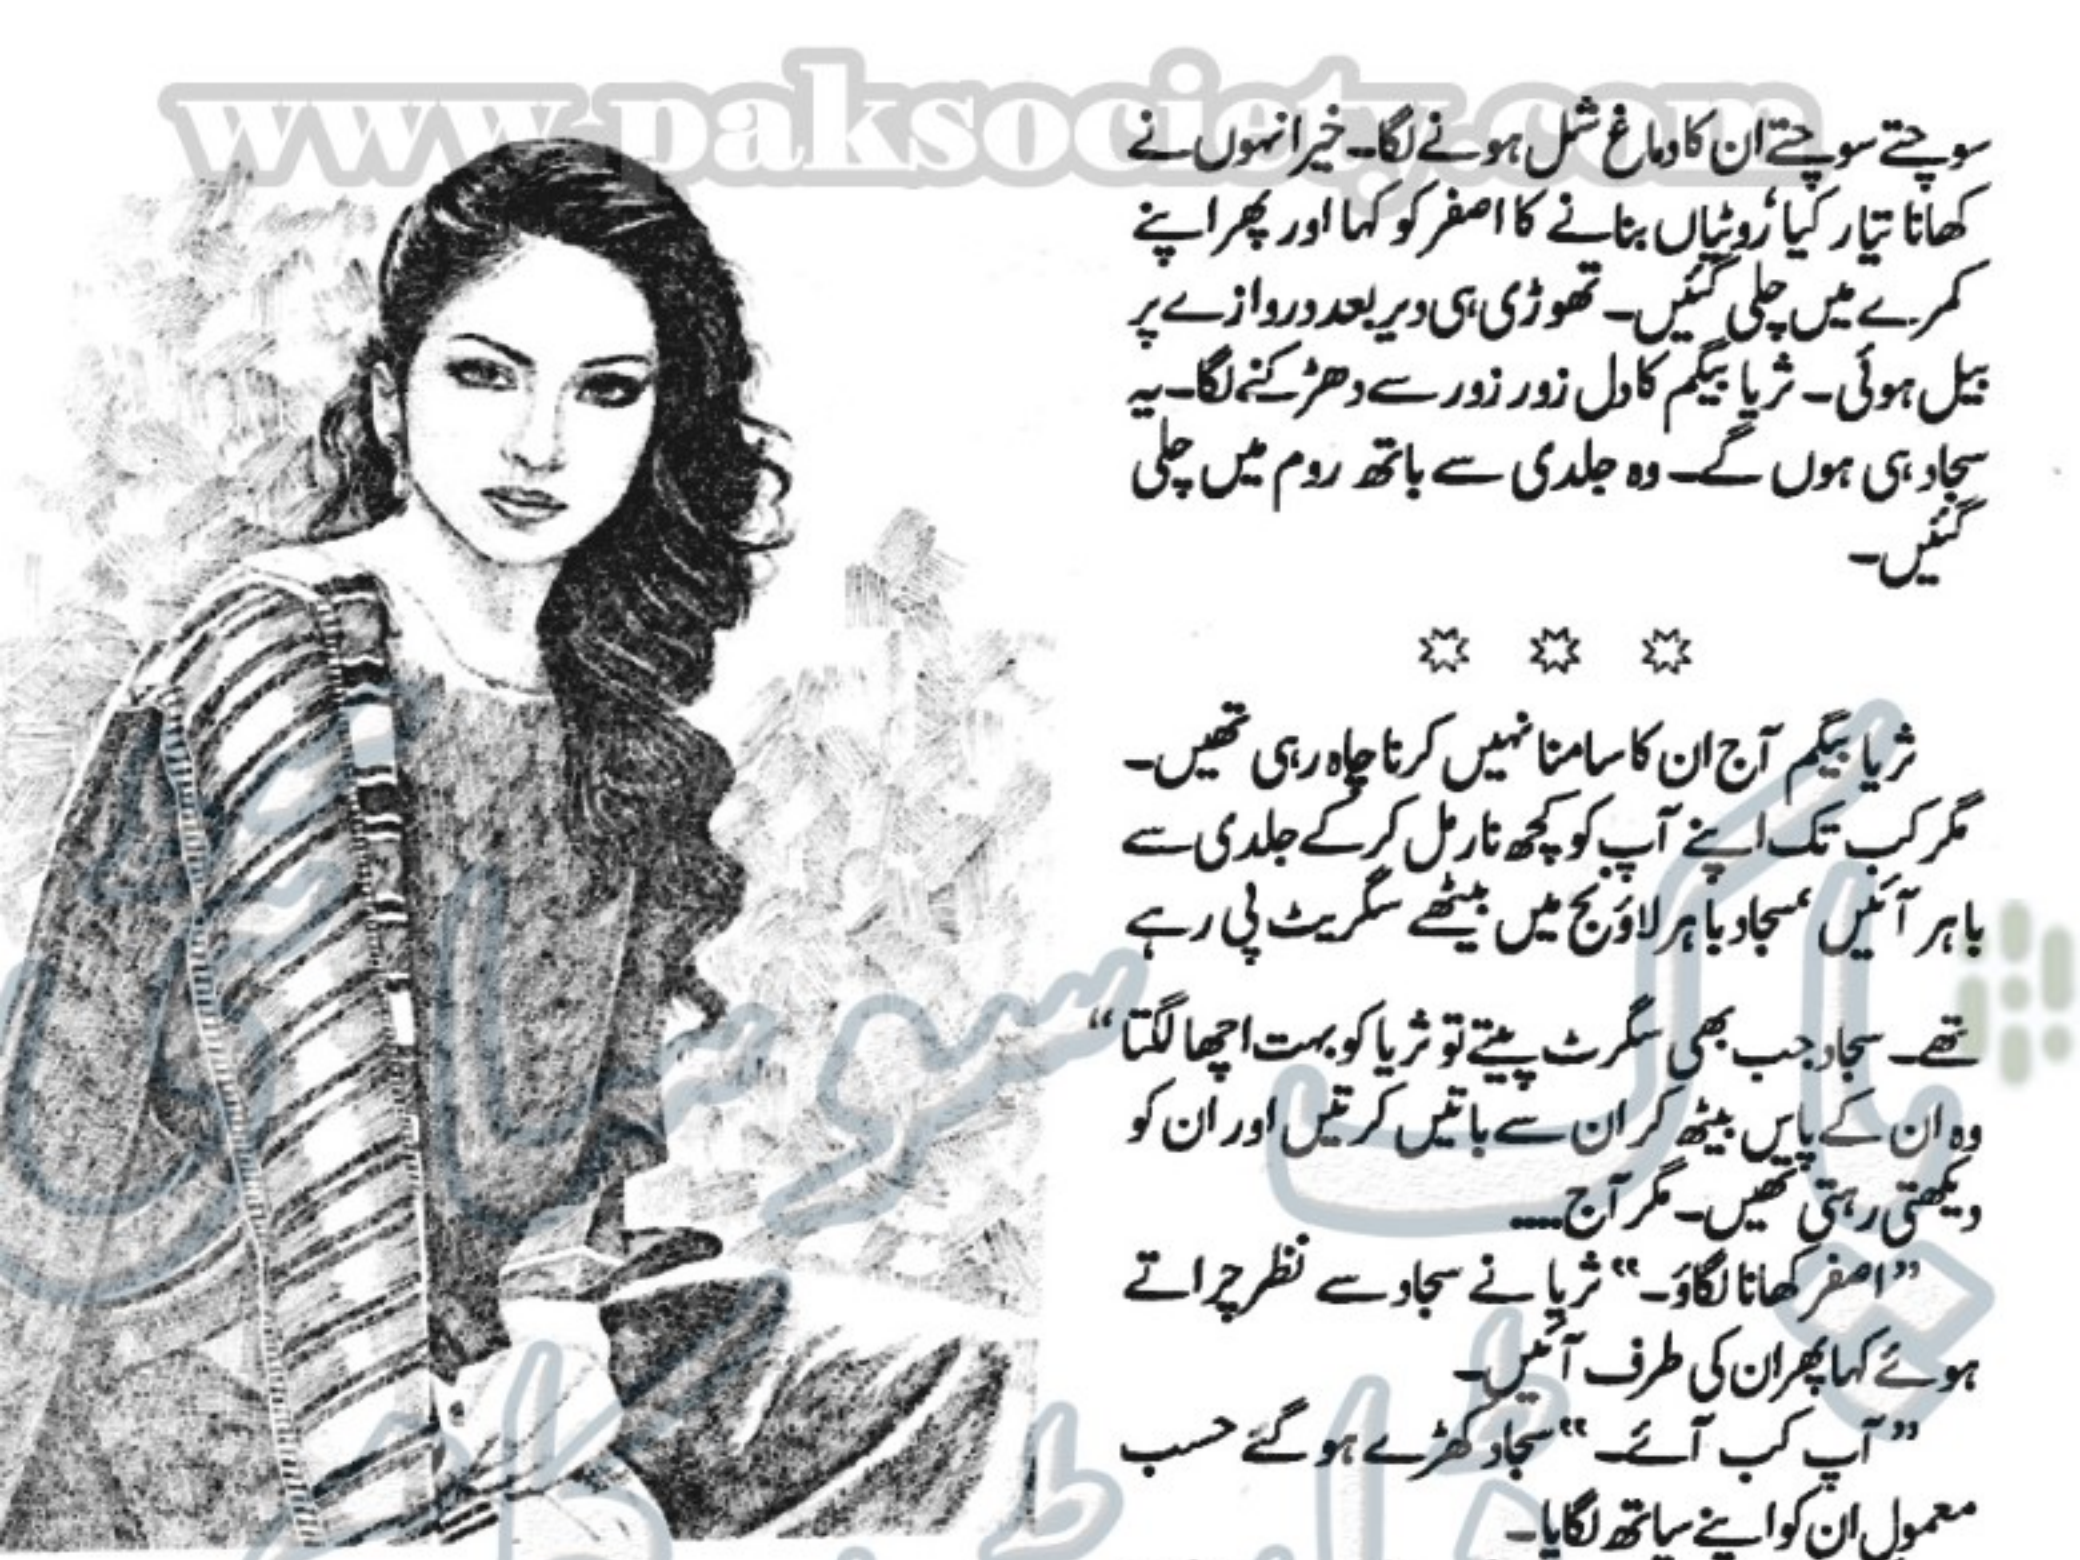 www.paksociety.com
سوچتے سوچتے ان کا دماغ شل ہونے لگا۔ خیر انہوں نے
کھانا تیار کیا، روٹیاں بنانے کا اصفر کو کہا اور پھر اپنے
کمرے میں چلی گئیں۔ تھوڑی ہی دیر بعد دروازے پر
بیل ہوئی۔ ثریا بیگم کا دل زور زور سے دھڑکنے لگا۔ یہ
سجاد ہی ہوں گے۔ وہ جلدی سے باتھ روم میں چلی
گئیں۔
ثریا بیگم آج ان کا سامنا نہیں کرنا چاہ رہی تھیں۔
مگر کب تک اپنے آپ کو کچھ نارمل کر کے جلدی سے
باہر آئیں، سجاد باہر لاؤنج میں بیٹھے سگریٹ پی رہے
تھے۔ سجاد جب بھی سگرٹ پیتے تو ثریا کو بہت اچھا لگتا“
وہ ان کے پاس بیٹھ کر ان سے باتیں کرتیں اور ان کو
دیکھتی رہتی تھیں۔ مگر آج....
”اصفر کھانا لگاؤ۔“ ثریا نے سجاد سے نظر چراتے
ہوئے کہا پھر ان کی طرف آئیں۔
”آپ کب آئے۔“ سجاد کھڑے ہو گئے حسب
معمول ان کو اپنے ساتھ لگایا۔
پاک سوسائٹی